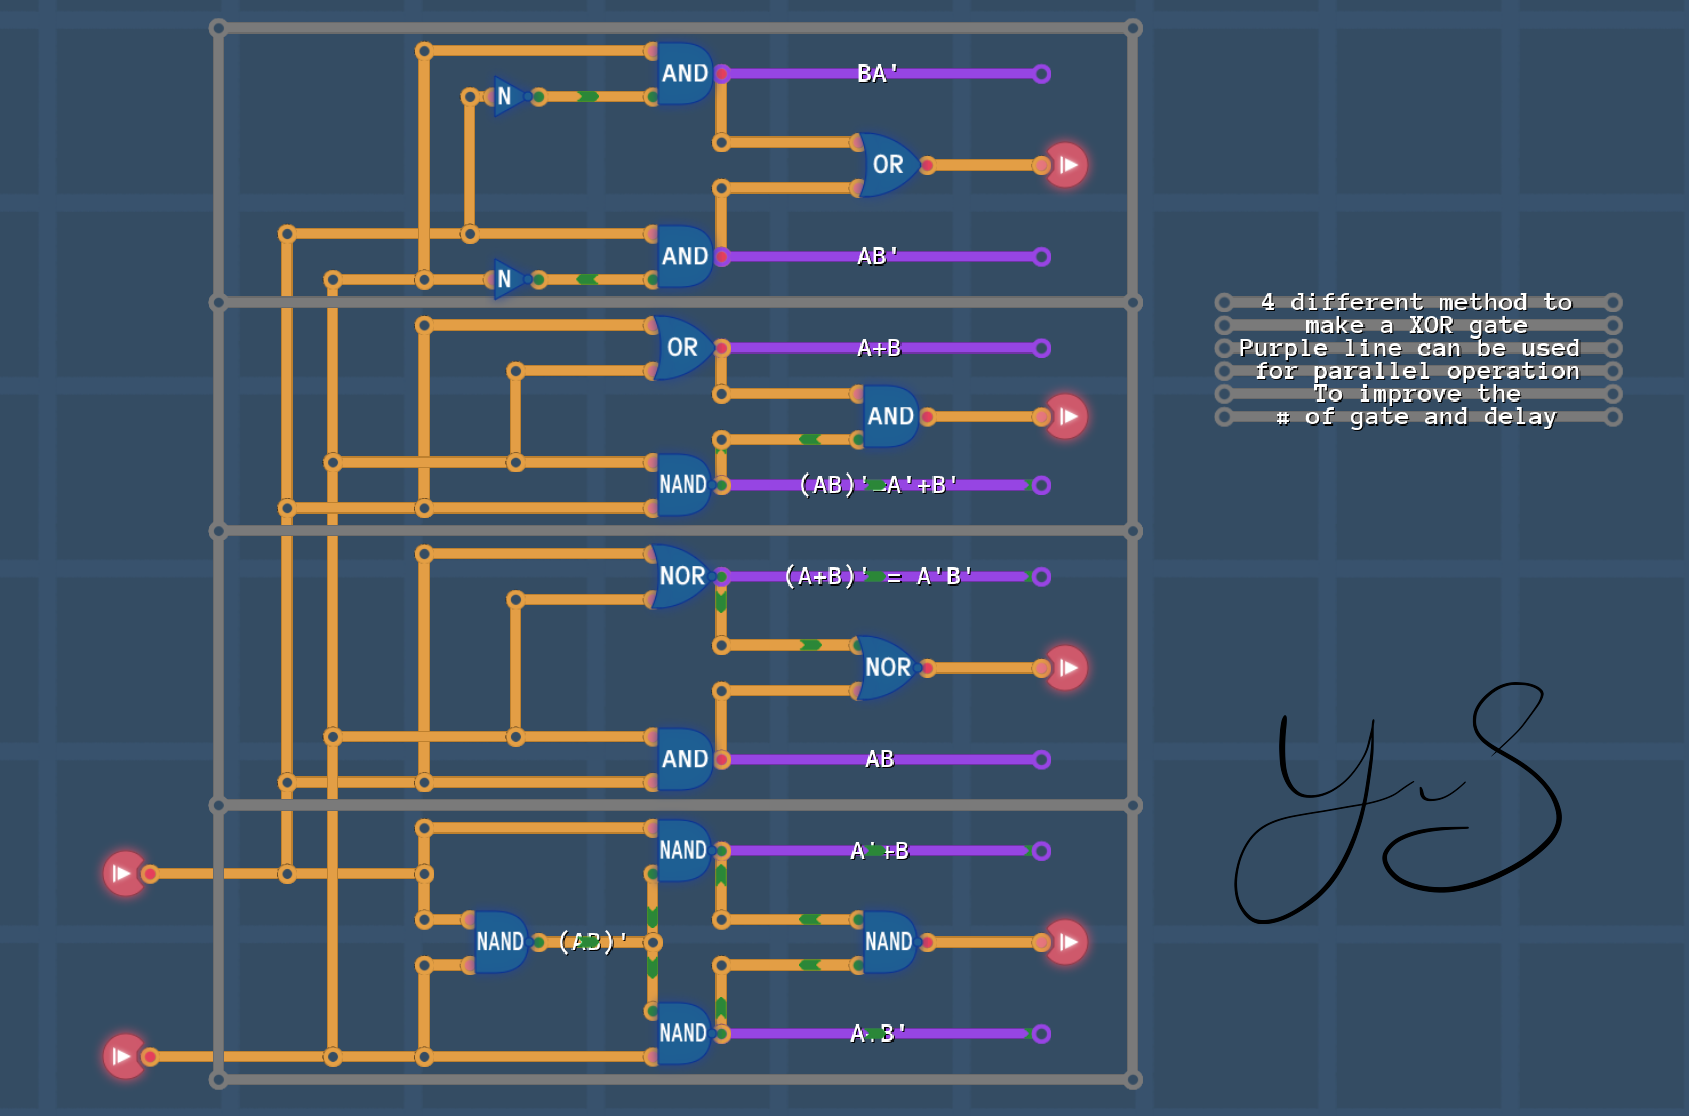 AND
BA'
N
OR
AND
AB'
N
4 different method to
make a XOR gate
Purple line can be used
for parallel operation
To improve the
# of gate and delay
OR
A+B
AND
NAND
(AB)'=A'+B'
NOR
(A+B)' = A'B'
NOR
AND
AB
NAND
A'+B
NAND
(AB)'
NAND
NAND
A+B'